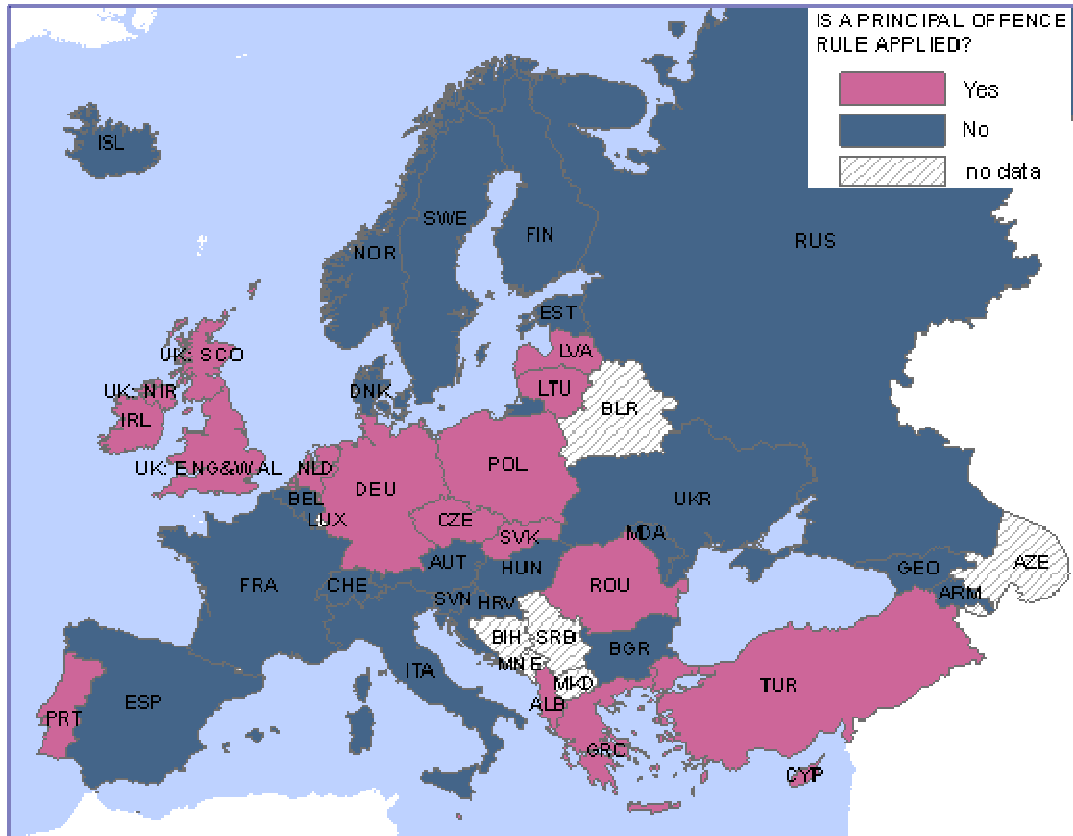 IS A PRINCIPAL OFFENCE
RULE APPLIED?
Yes
No
no data
ISL
SWE
FIN
NOR
RUS
EST
UK: SCO
LVA
UK: NIR
DNK
LTU
IRL
BLR
UK: ENG&WAL
NLD
POL
DEU
BEL
UKR
LUX
CZE
SVK
MDA
AUT
HUN
GEO
AZE
FRA
CHE
ROU
ARM
SVN
HRV
BIH
SRB
BGR
MNE
ITA
MKD
TUR
ESP
ALB
PRT
GRC
CYP